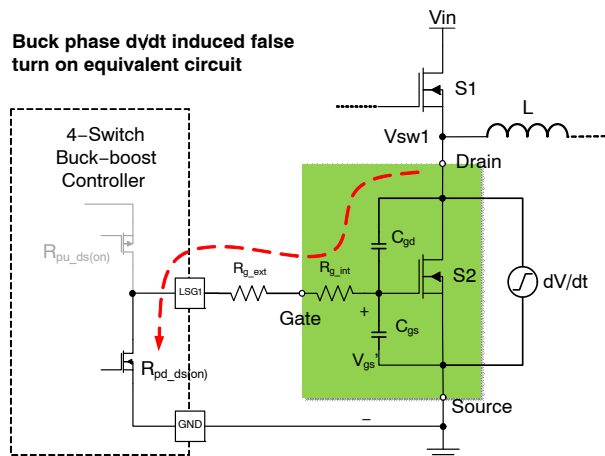 Buck phase dv/dt induced false
turn on equivalent circuit
Vin
S1
L
Vsw1
4-Switch
Buck-boost
Controller
Drain
Rpu_ds(on)
Cgd
LSG1
Rg_ext
Rg_int
S2
dV/dt
Gate
+
Cgs
Vgs'
Rpd_ds(on)
Source
GND
–